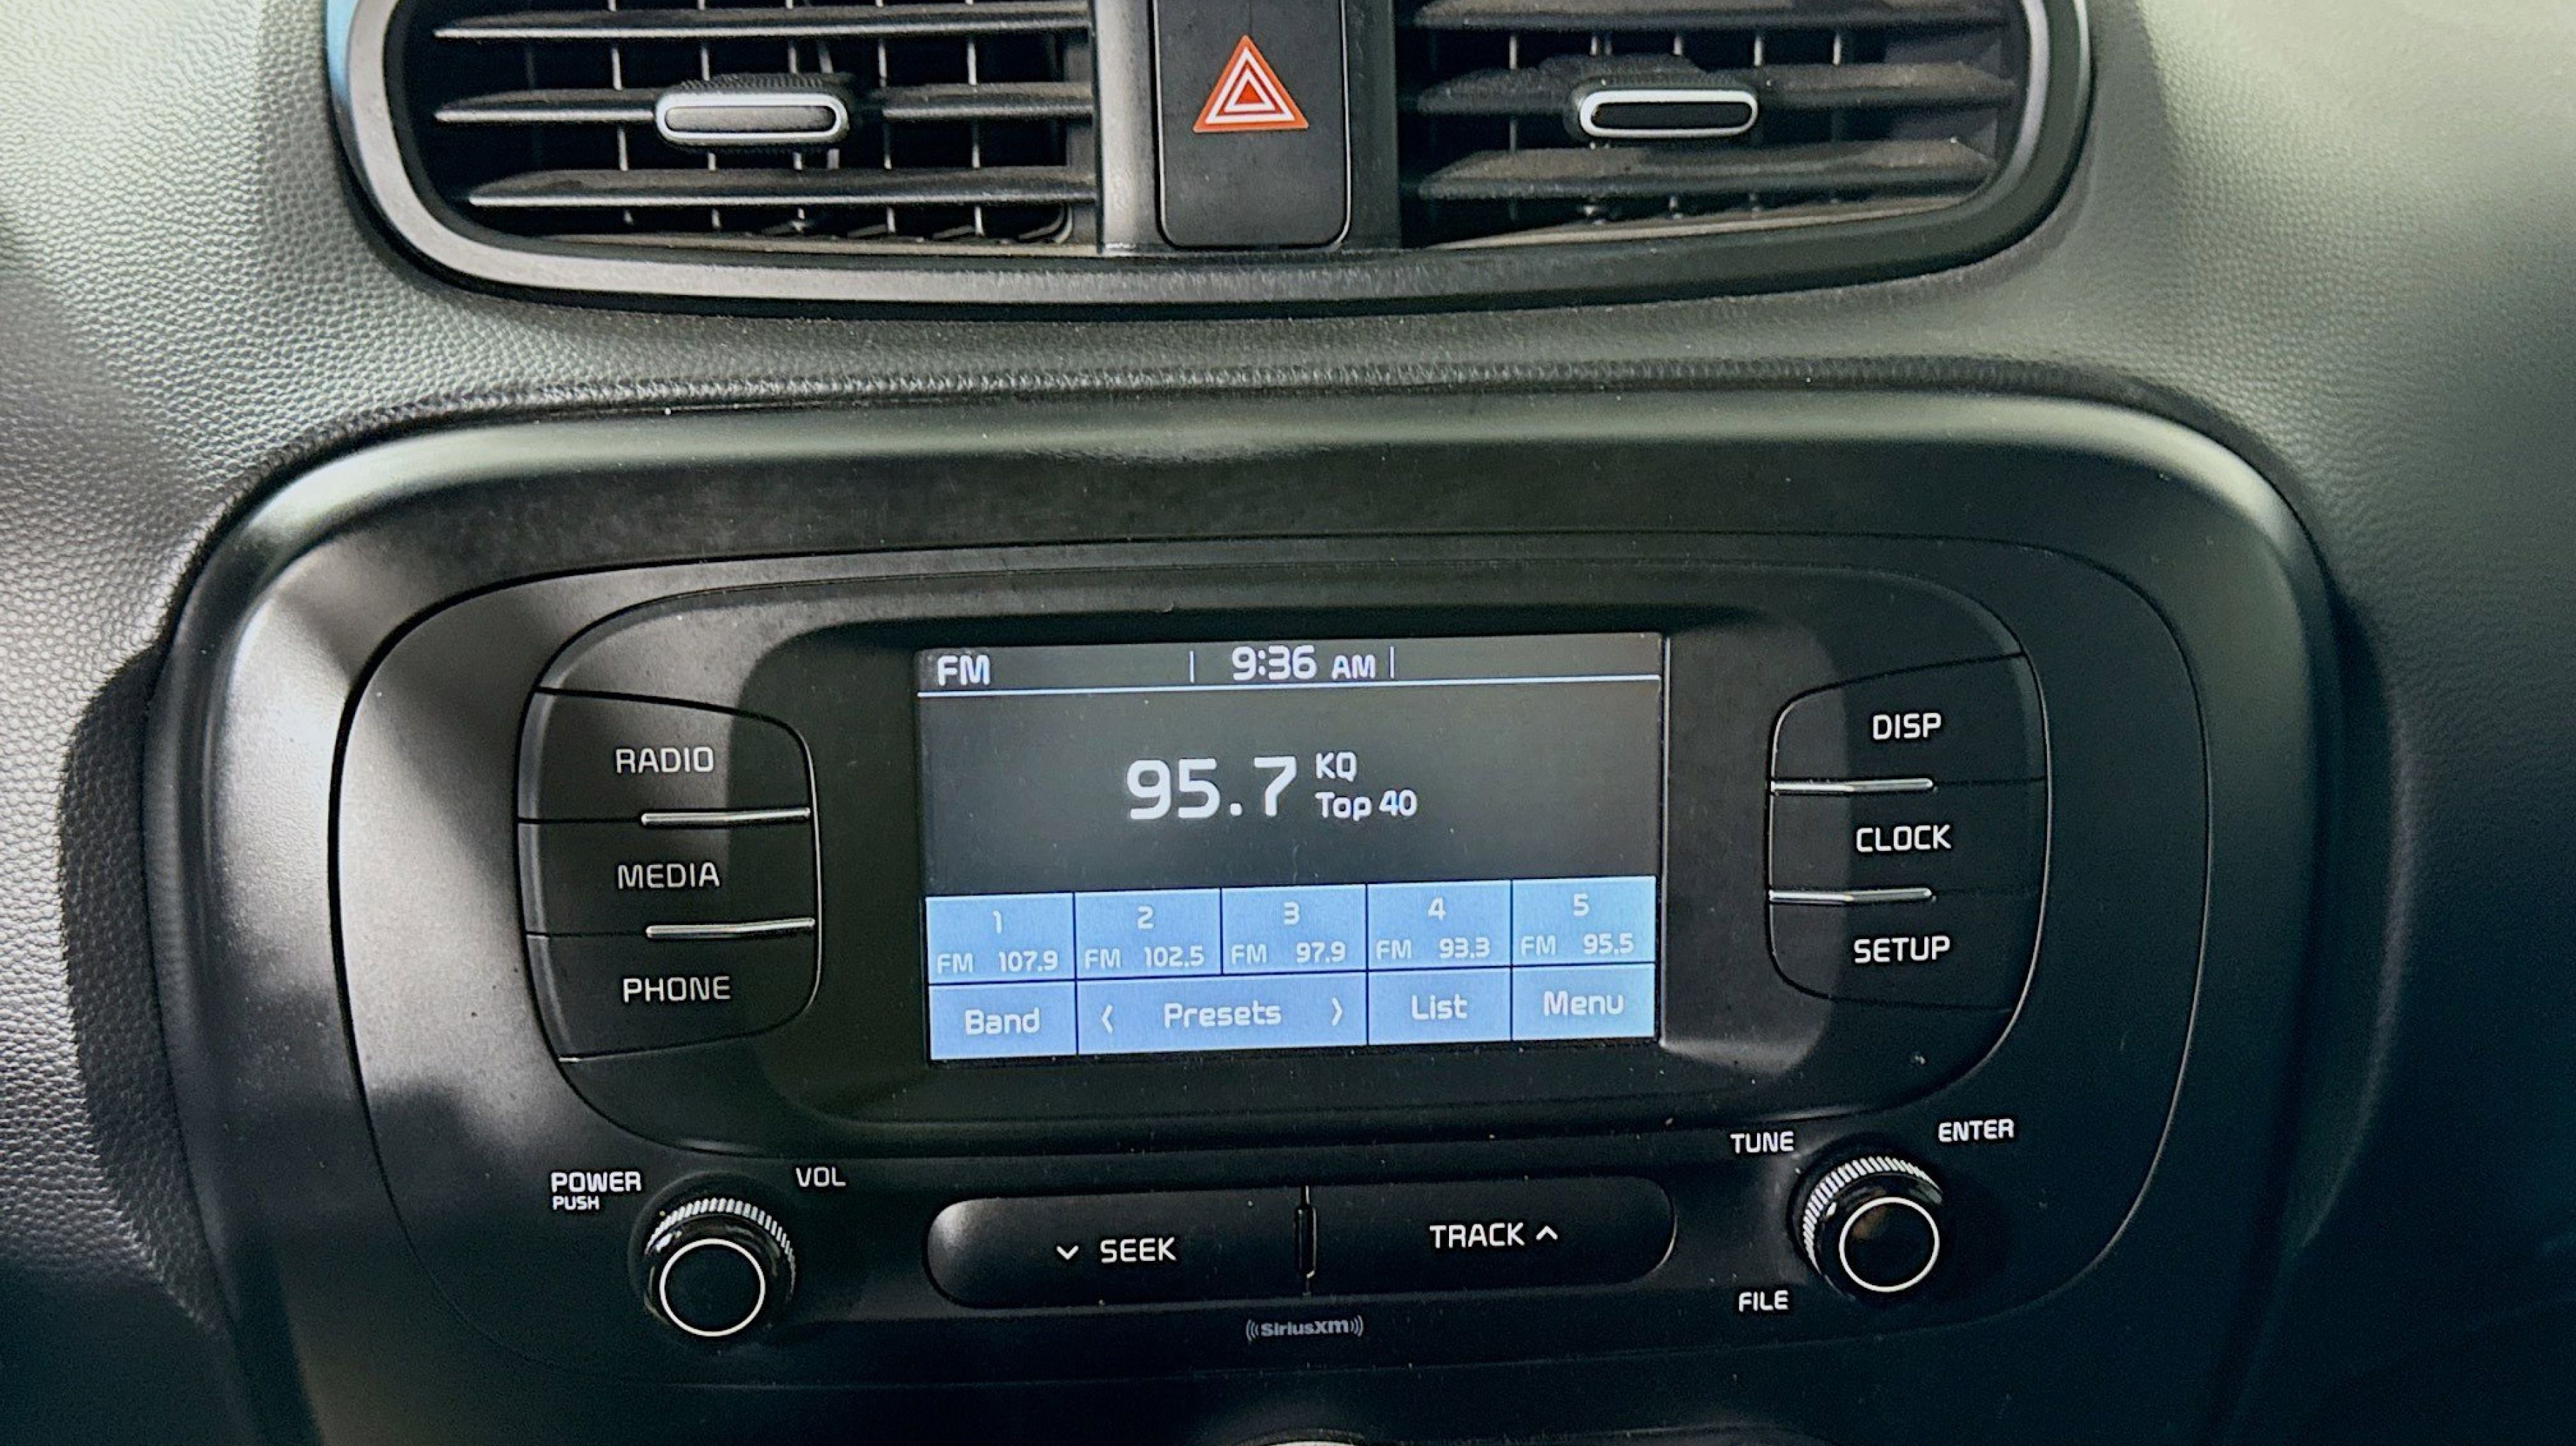 FM 9:36 AM
95.7 KQ
Top 40
1 2 3 4 5
FM 107.9 FM 102.5 FM 97.9 FM 93.3 FM 95.5
Band Presets List Menu
RADIO
MEDIA
PHONE
DISP
CLOCK
SETUP
POWER
PUSH
VOL
SEEK
TRACK
TUNE
ENTER
FILE
SiriusXM